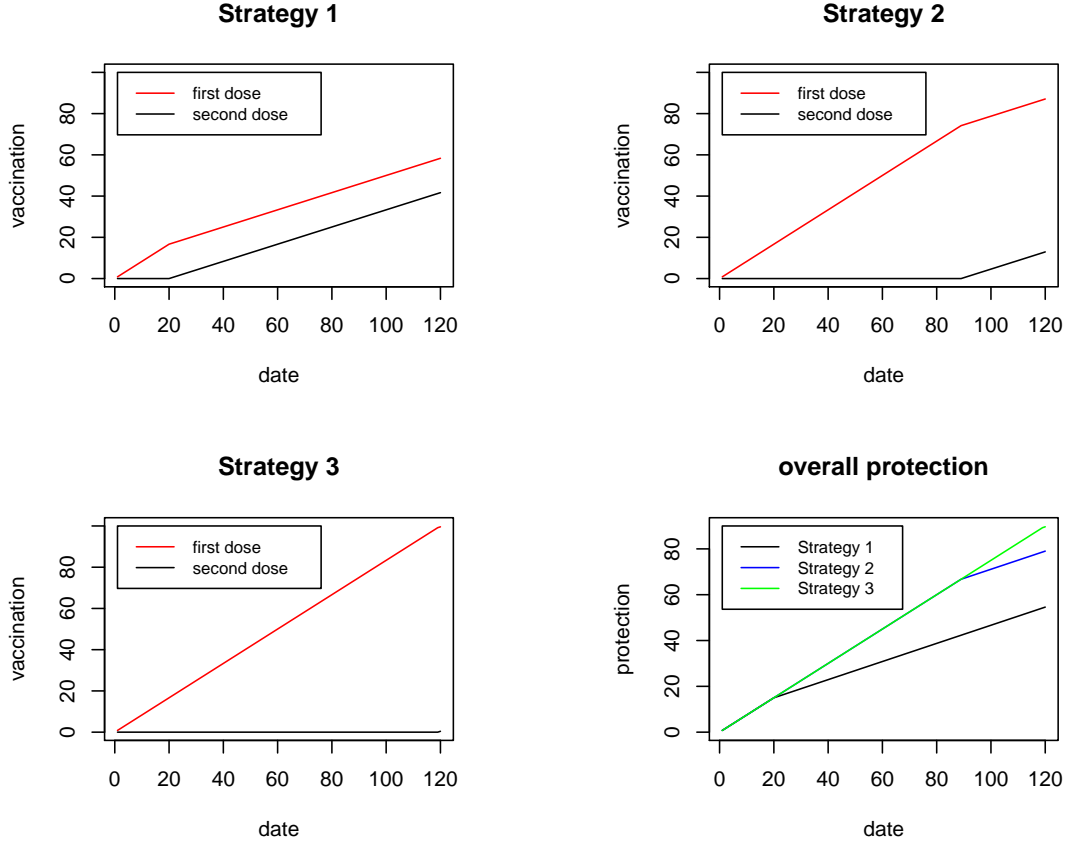 Strategy 1
vaccination
0 20 40 60 80
first dose
second dose
0 20 40 60 80 100 120
date
Strategy 2
vaccination
0 20 40 60 80
first dose
second dose
0 20 40 60 80 100 120
date
Strategy 3
vaccination
0 20 40 60 80
first dose
second dose
0 20 40 60 80 100 120
date
overall protection
protection
0 20 40 60 80
Strategy 1
Strategy 2
Strategy 3
0 20 40 60 80 100 120
date